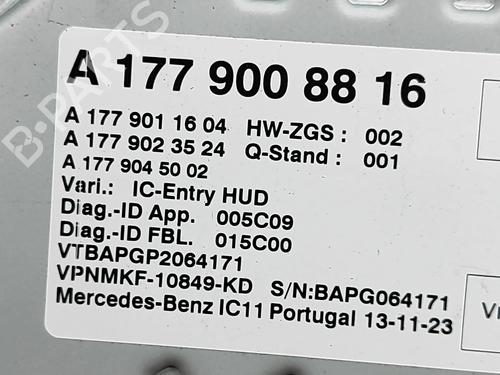 A 177 900 88 16
A 177 901 16 04 HW-ZGS : 002
A 177 902 35 24 Q-Stand : 001
A 177 904 50 02
Vari.: IC-Entry HUD
Diag.-ID App. 005C09
Diag.-ID FBL. 015C00
VTBAPGP2064171
VPNMKF-10849-KD S/N:BAPG064171
Mercedes-Benz IC11 Portugal 13-11-23
B-PARTS